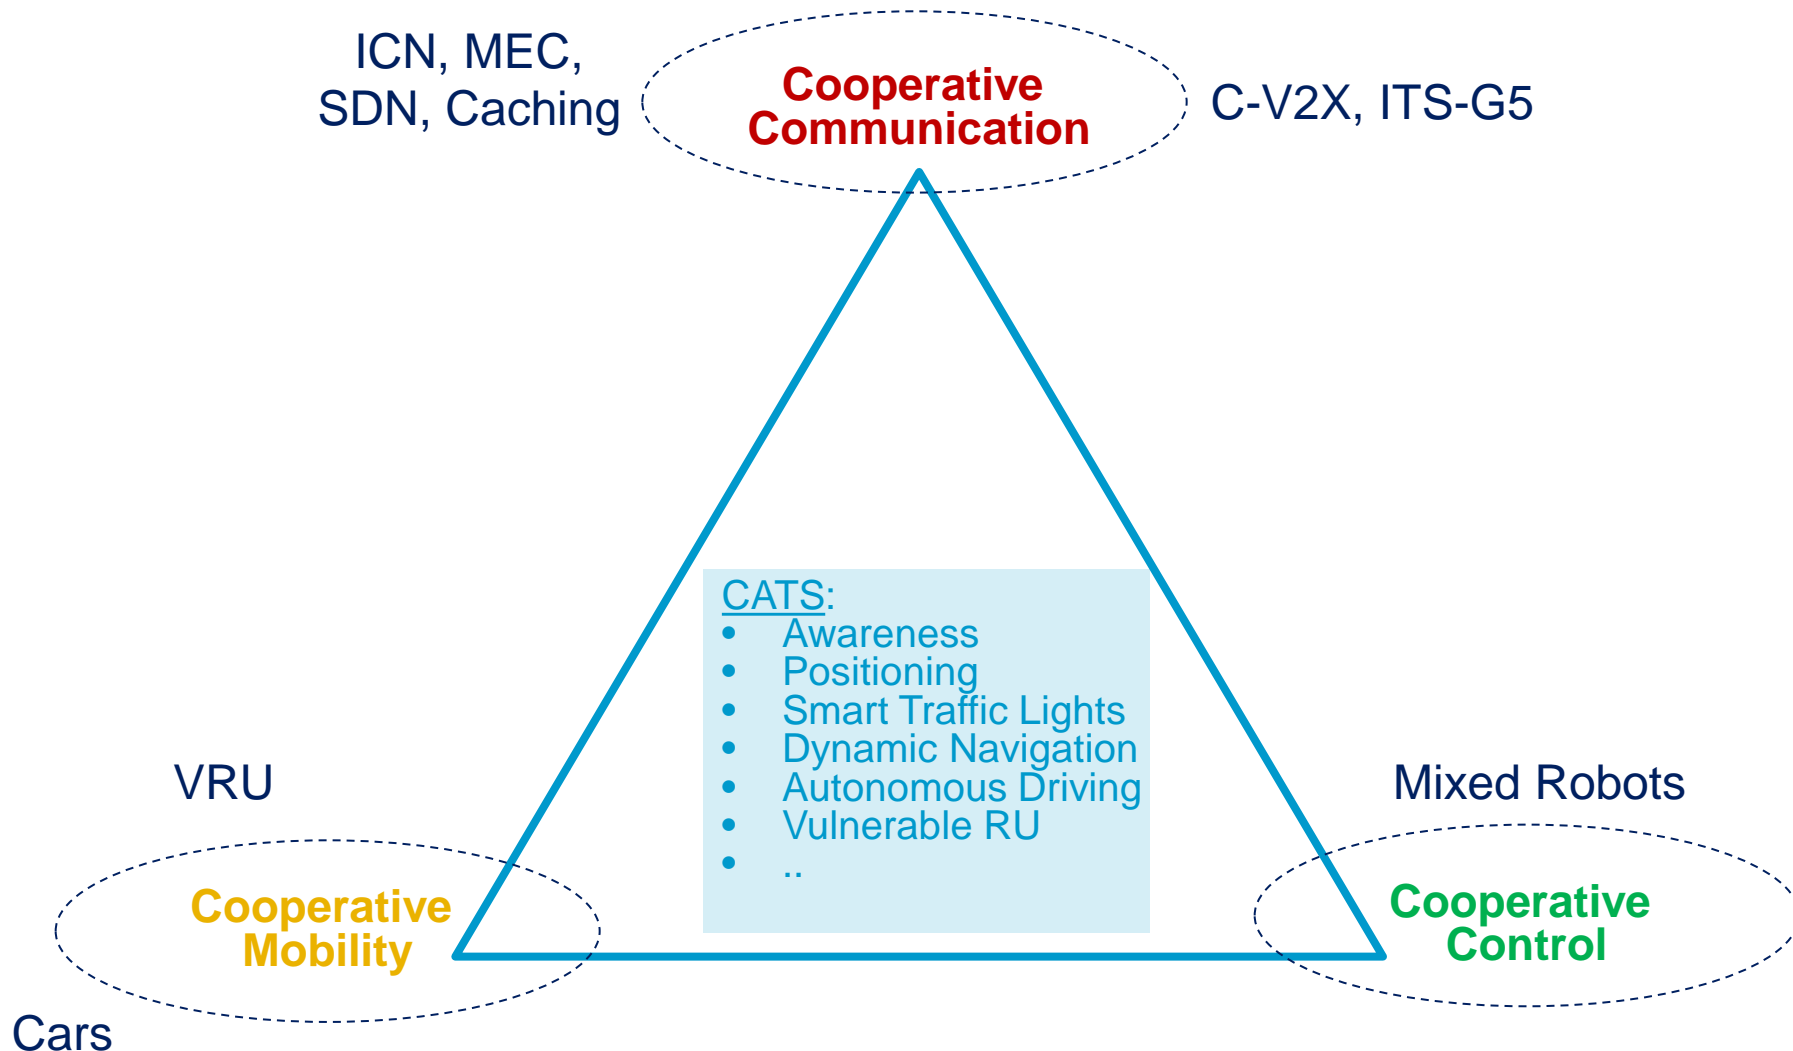 ICN, MEC,
SDN, Caching
Cooperative
Communication
C-V2X, ITS-G5
CATS:
• Awareness
• Positioning
• Smart Traffic Lights
• Dynamic Navigation
• Autonomous Driving
• Vulnerable RU
• ..
VRU
Cooperative
Mobility
Cars
Mixed Robots
Cooperative
Control